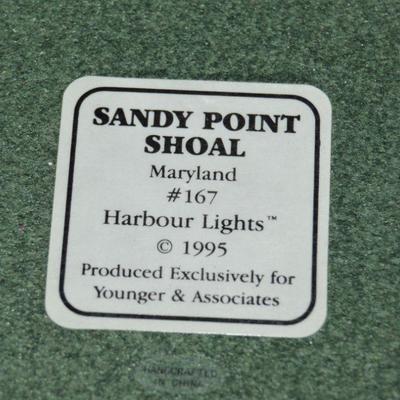 SANDY POINT
SHOAL
Maryland
#167
Harbour Lights™
© 1995
Produced Exclusively for
Younger & Associates
HANDCRAFTED
IN CHINA